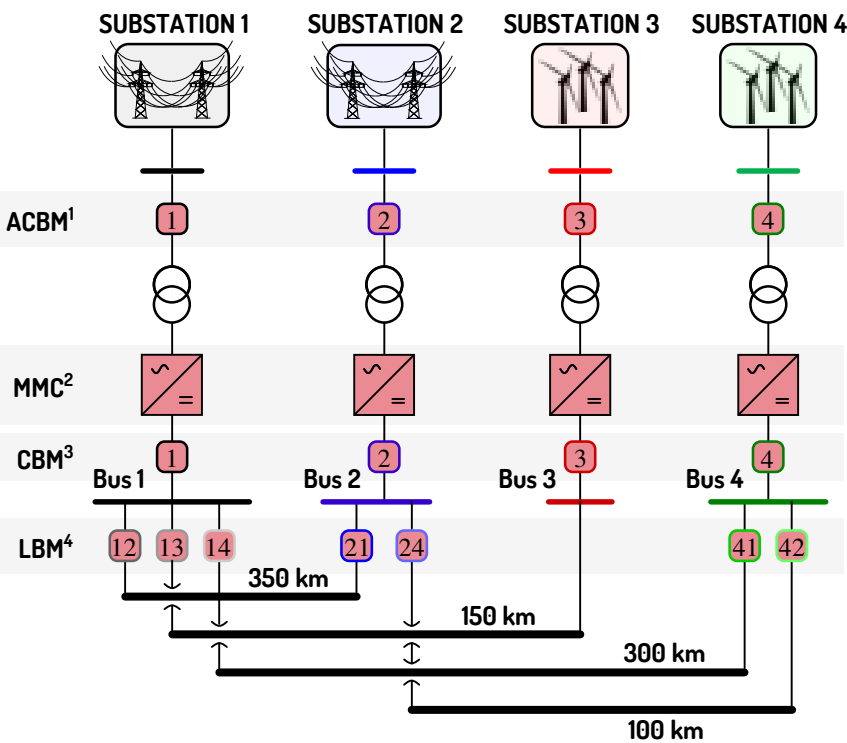 SUBSTATION 1 SUBSTATION 2 SUBSTATION 3 SUBSTATION 4
ACBM¹ 1 2 3 4
MMC²
CBM³ 1 2 3 4
Bus 1 Bus 2 Bus 3 Bus 4
LBM⁴ 12 13 14 21 24 41 42
350 km
150 km
300 km
100 km